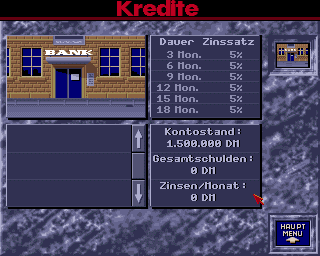 Kredite
BANK
Dauer Zinssatz
3 Mon. 5%
6 Mon. 5%
9 Mon. 5%
12 Mon. 5%
15 Mon. 5%
18 Mon. 5%
Kontostand:
1.500.000 DM
Gesamtschulden:
0 DM
Zinsen/Monat:
0 DM
HAUPT
MENU